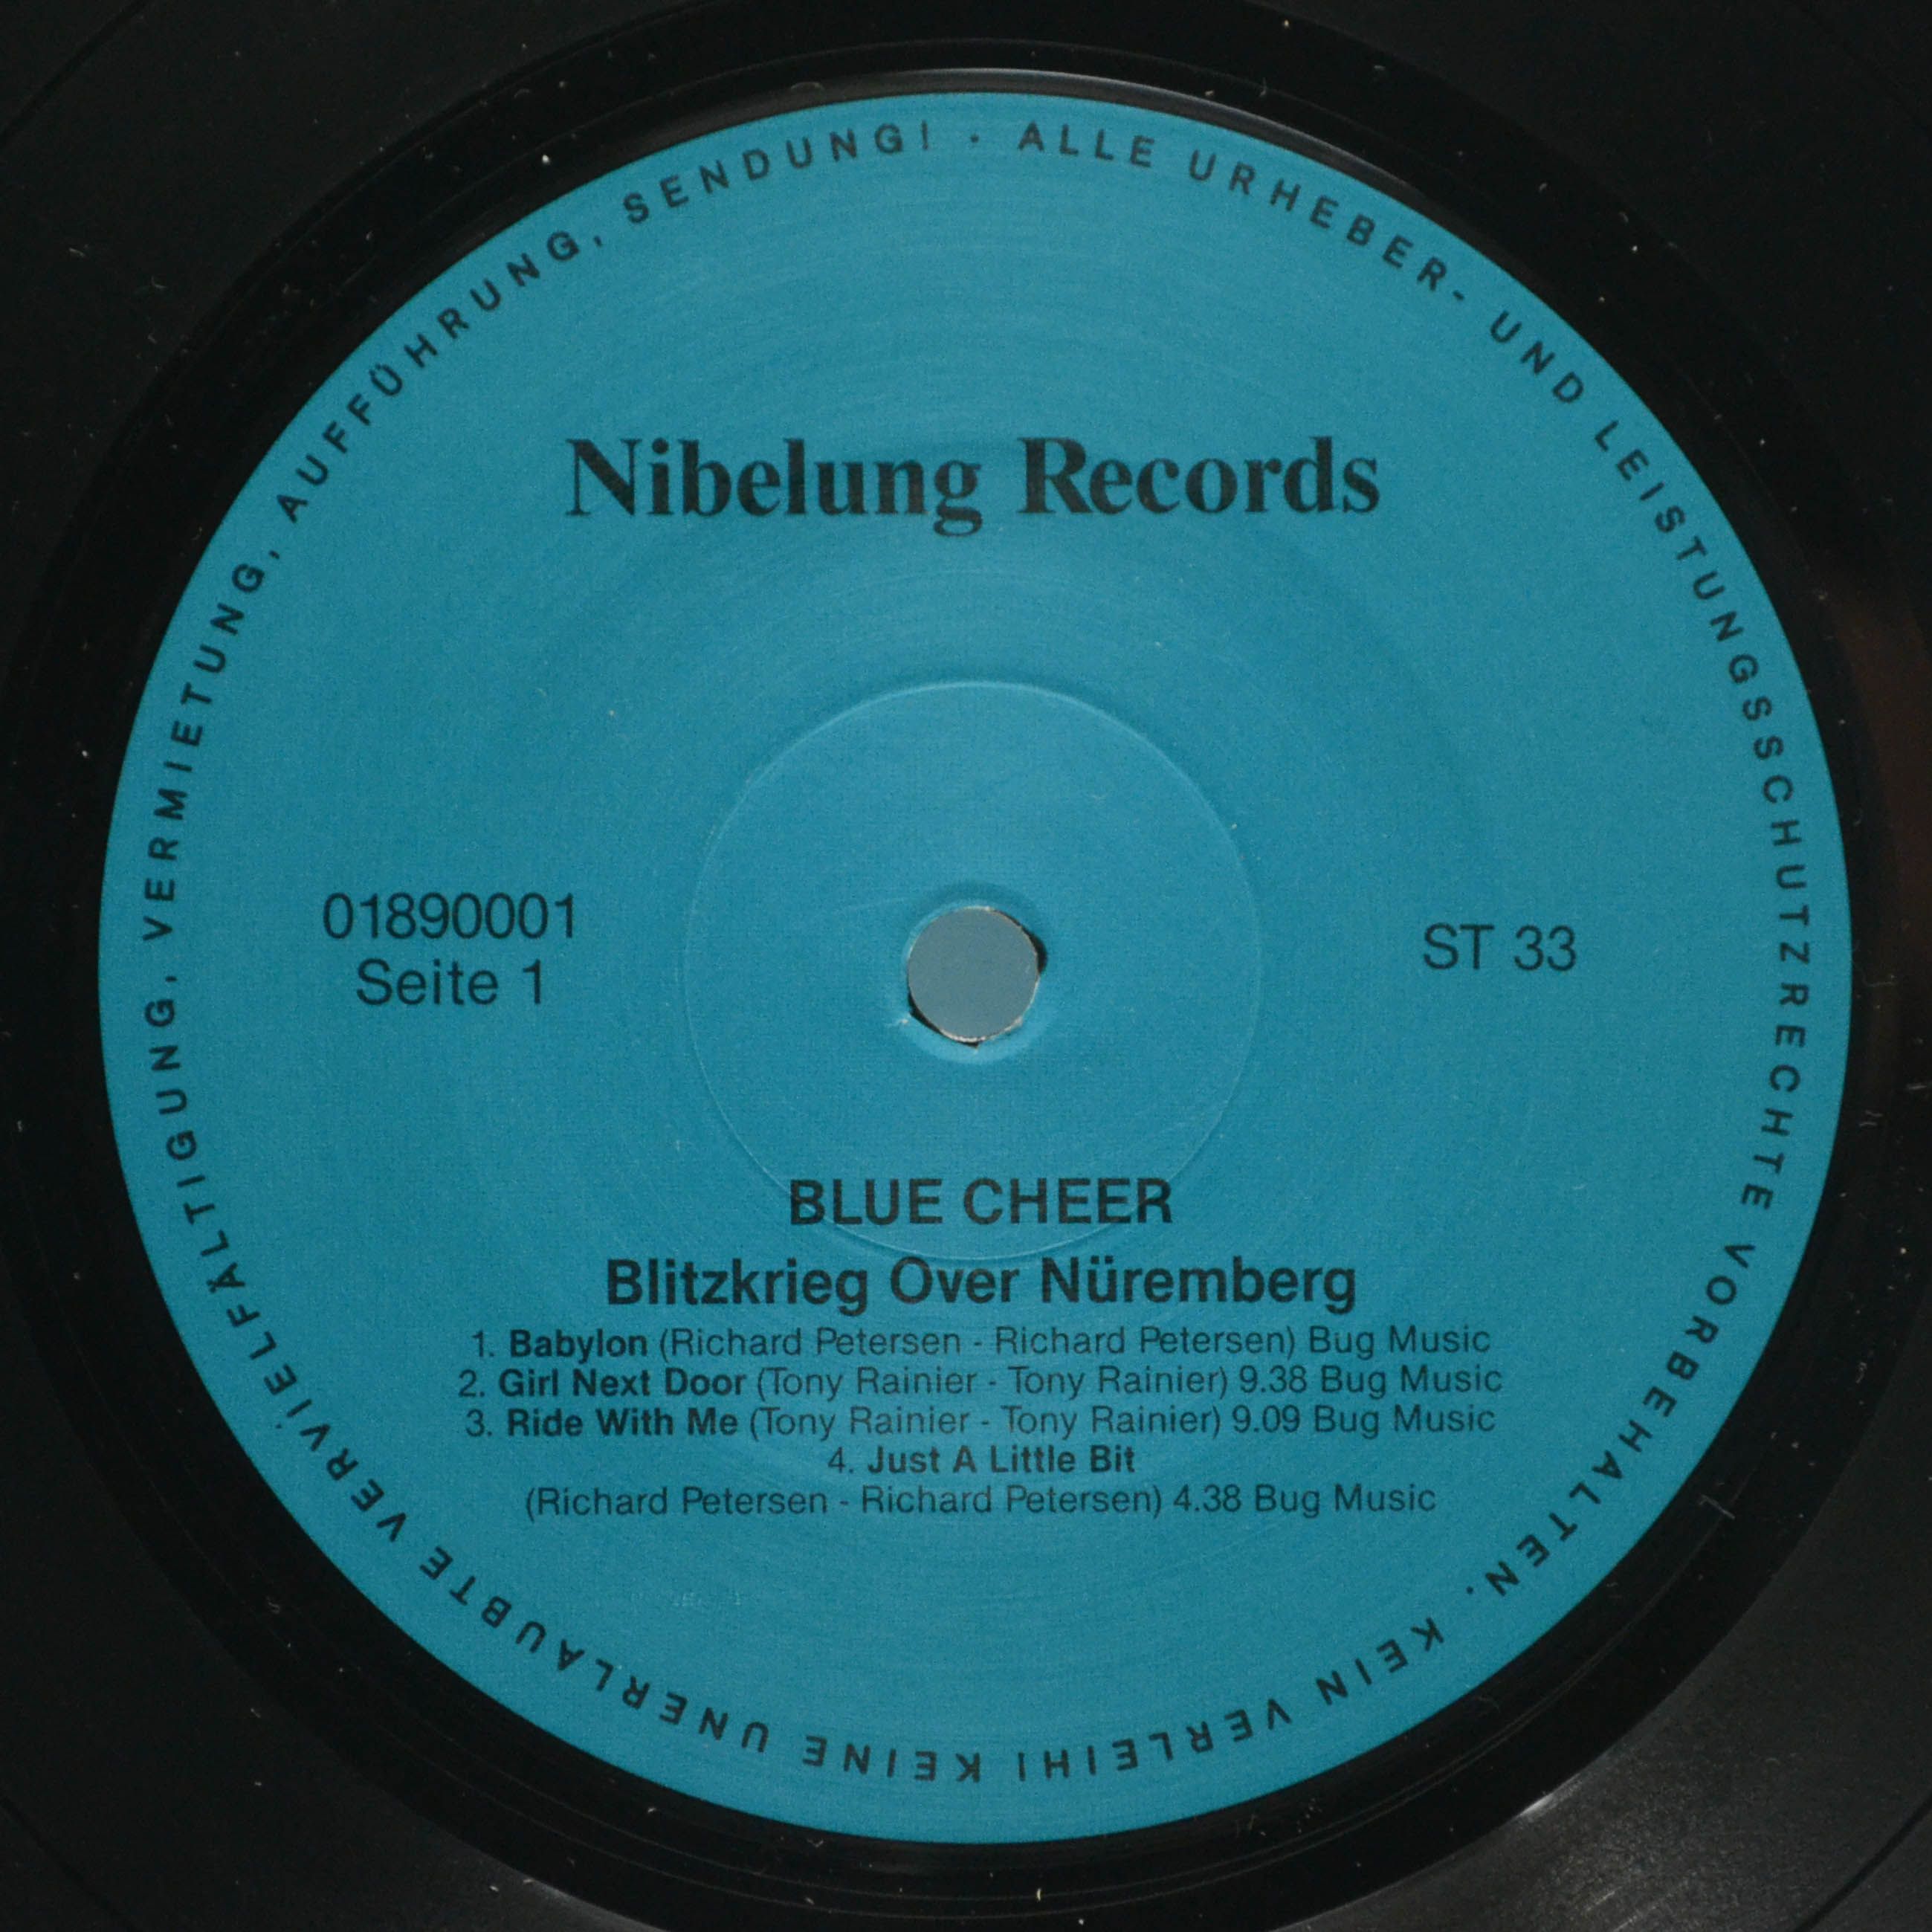 ALLE URHEBER- UND LEISTUNGSSCHUTZRECHTE VORBEHALTEN. KEIN VERLEIH! KEINE UNERLAUBTE VERVIELFÄLTIGUNG, VERMIETUNG, AUFFÜHRUNG, SENDUNG! ·
Nibelung Records
01890001
Seite 1
ST 33
BLUE CHEER
Blitzkrieg Over Nüremberg
1. Babylon (Richard Petersen - Richard Petersen) Bug Music
2. Girl Next Door (Tony Rainier - Tony Rainier) 9.38 Bug Music
3. Ride With Me (Tony Rainier - Tony Rainier) 9.09 Bug Music
4. Just A Little Bit
(Richard Petersen - Richard Petersen) 4.38 Bug Music